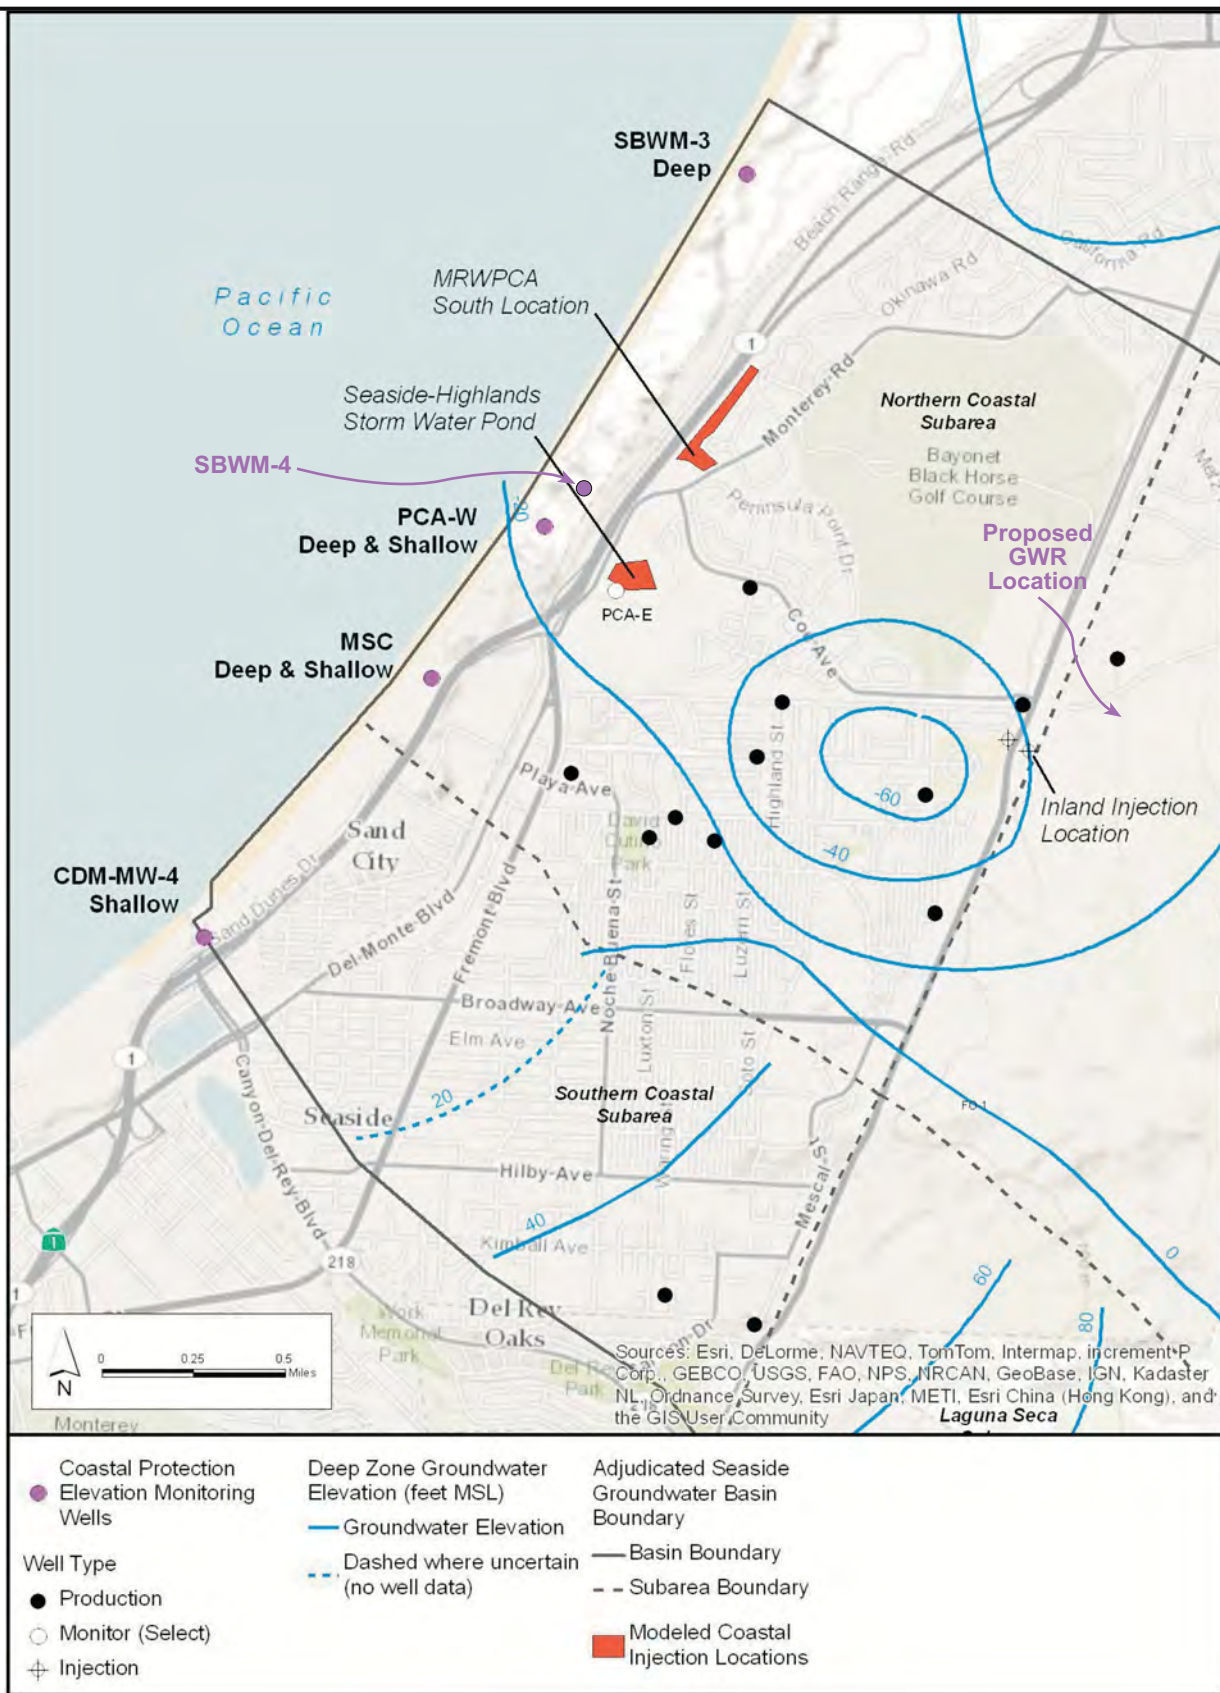 SBWM-3
Deep
Beach Range Rd
California Rd
Okinawa Rd
MRWPCA
South Location
Pacific
Ocean
1
Monterey Rd
Seaside-Highlands
Storm Water Pond
Northern Coastal
Subarea
Bayonet
Black Horse
Golf Course
SBWM-4
PCA-W
Deep & Shallow
Peninsula Point Dr
Proposed
GWR
Location
PCA-E
Coe-Ave
MSC
Deep & Shallow
Highland St
Playa-Ave
-60
Inland Injection
Location
Sand
City
David
Cutino
Park
-40
CDM-MW-4
Shallow
Sand Dunes Dr
Del-Monte-Blvd
Fremont-Blvd
Noche-Buena-St
Flores St
Luzern St
Broadway-Ave
Elm Ave
Luxton St
1
Canyon-Del-Rey-Blvd
20
Seaside
Southern Coastal
Subarea
FO-1
Hilby-Ave
Mescal-St
40
Kimball Ave
0
1
218
60
80
1
Work
Memorial
Park
Del Rey
Oaks
0 0.25 0.5
Miles
N
Monterey
Sources: Esri, DeLorme, NAVTEQ, TomTom, Intermap, increment P
Corp., GEBCO, USGS, FAO, NPS, NRCAN, GeoBase, IGN, Kadaster
NL, Ordnance Survey, Esri Japan, METI, Esri China (Hong Kong), and
the GIS User Community
Laguna Seca
Coastal Protection
Elevation Monitoring
Wells
Well Type
Production
Monitor (Select)
Injection
Deep Zone Groundwater
Elevation (feet MSL)
Groundwater Elevation
Dashed where uncertain
(no well data)
Adjudicated Seaside
Groundwater Basin
Boundary
Basin Boundary
Subarea Boundary
Modeled Coastal
Injection Locations